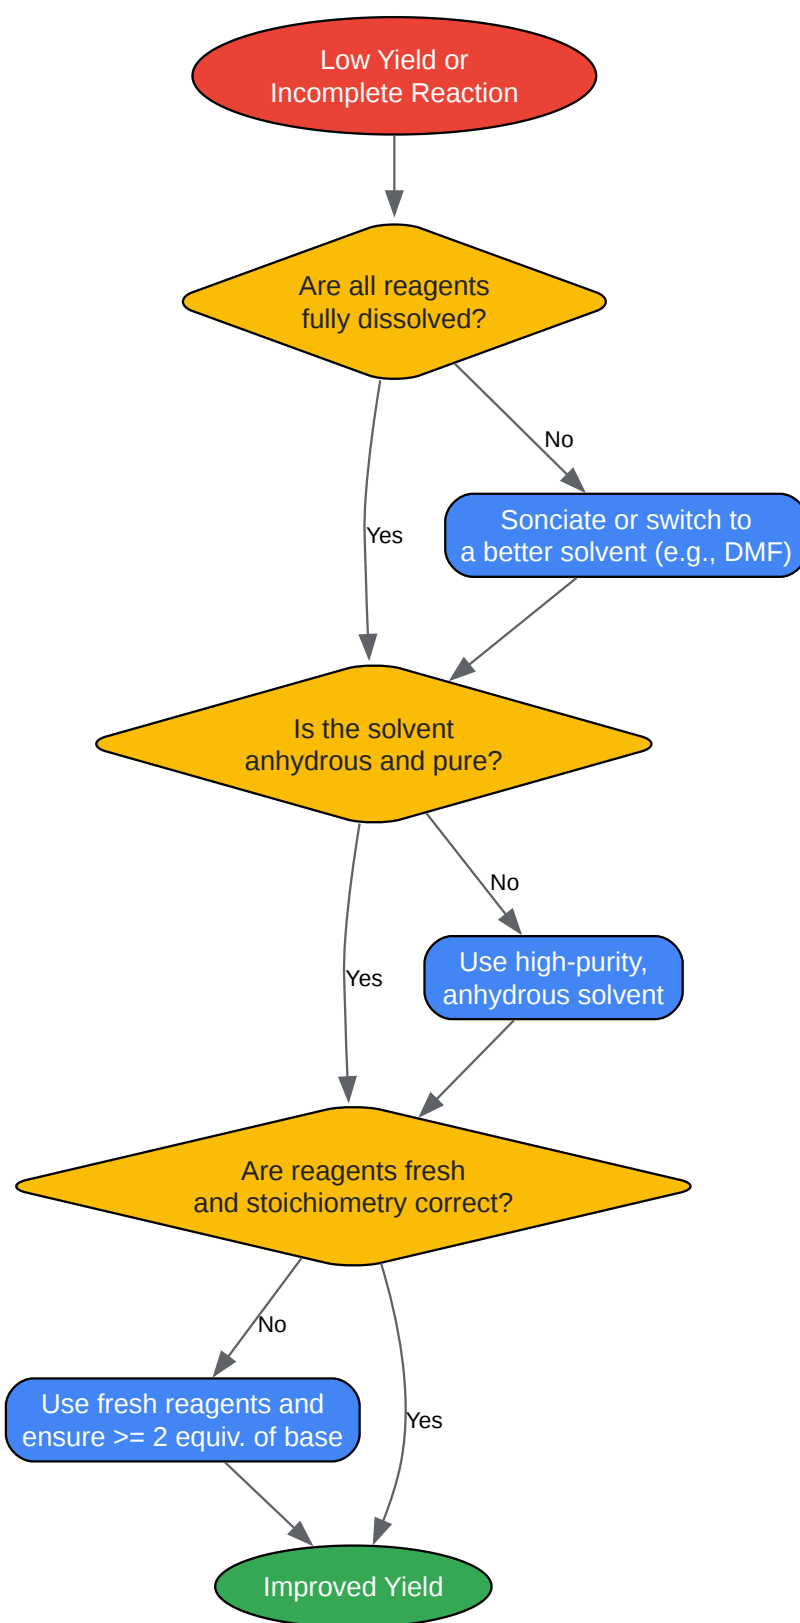 Low Yield or
Incomplete Reaction
Are all reagents
fully dissolved?
No
Sonciate or switch to
a better solvent (e.g., DMF)
Yes
Is the solvent
anhydrous and pure?
No
Use high-purity,
anhydrous solvent
Yes
Are reagents fresh
and stoichiometry correct?
No
Use fresh reagents and
ensure >= 2 equiv. of base
Yes
Improved Yield